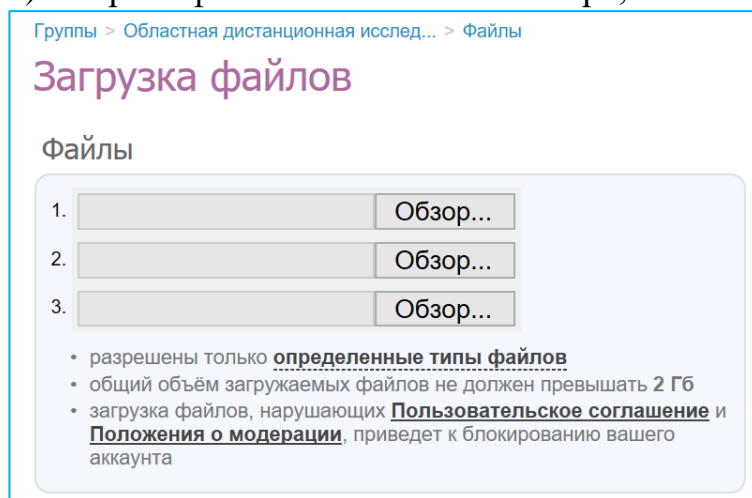 Группы > Областная дистанционная исслед... > Файлы
Загрузка файлов
Файлы
1. Обзор...
2. Обзор...
3. Обзор...
• разрешены только определенные типы файлов
• общий объём загружаемых файлов не должен превышать 2 Гб
• загрузка файлов, нарушающих Пользовательское соглашение и
Положения о модерации, приведет к блокированию вашего
аккаунта